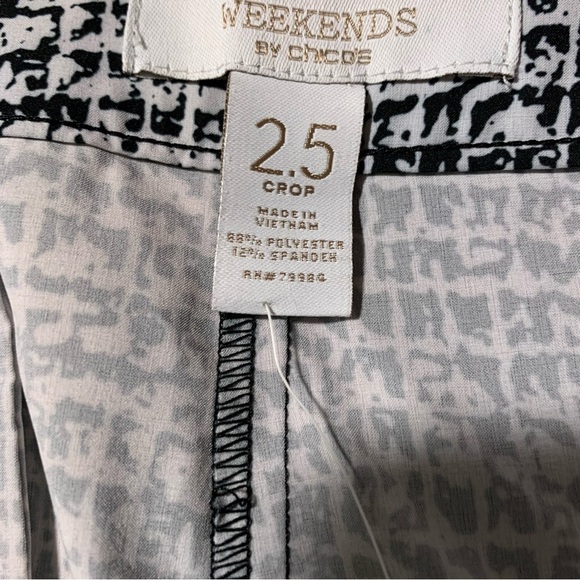 WEEKENDS
BY CHICO'S
2.5
CROP
MADE IN
VIETNAM
88% POLYESTER
12% SPANDEX
RN#79984